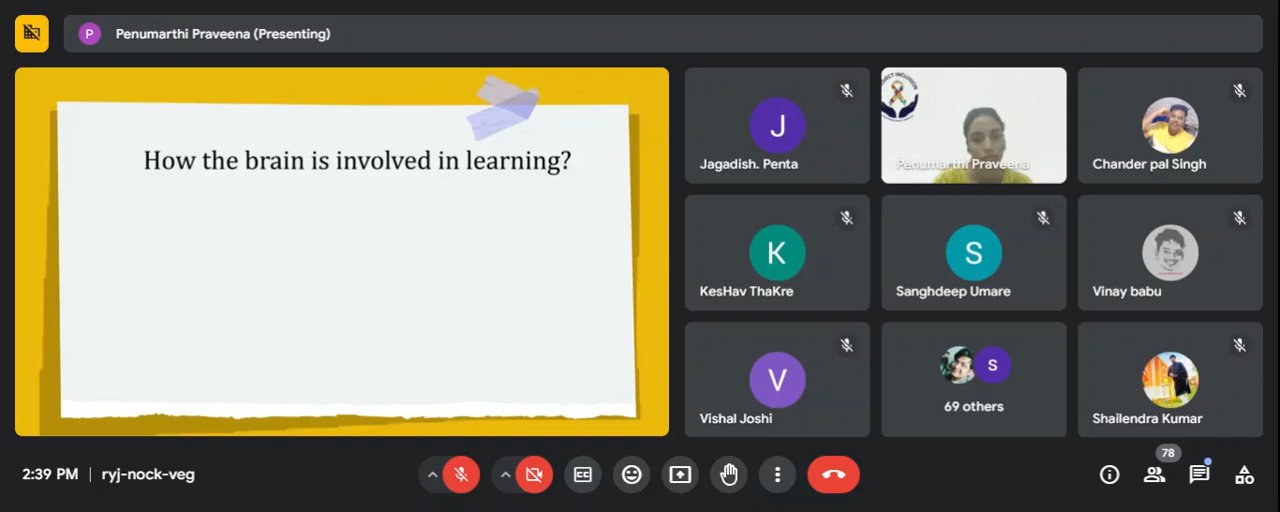 P
Penumarthi Praveena (Presenting)
How the brain is involved in learning?
J
Jagadish. Penta
Penumarthi Praveena
Chander pal Singh
K
KesHav ThaKre
S
Sanghdeep Umare
Vinay babu
V
Vishal Joshi
S
69 others
Shailendra Kumar
2:39 PM | ryj-nock-veg
CC
78